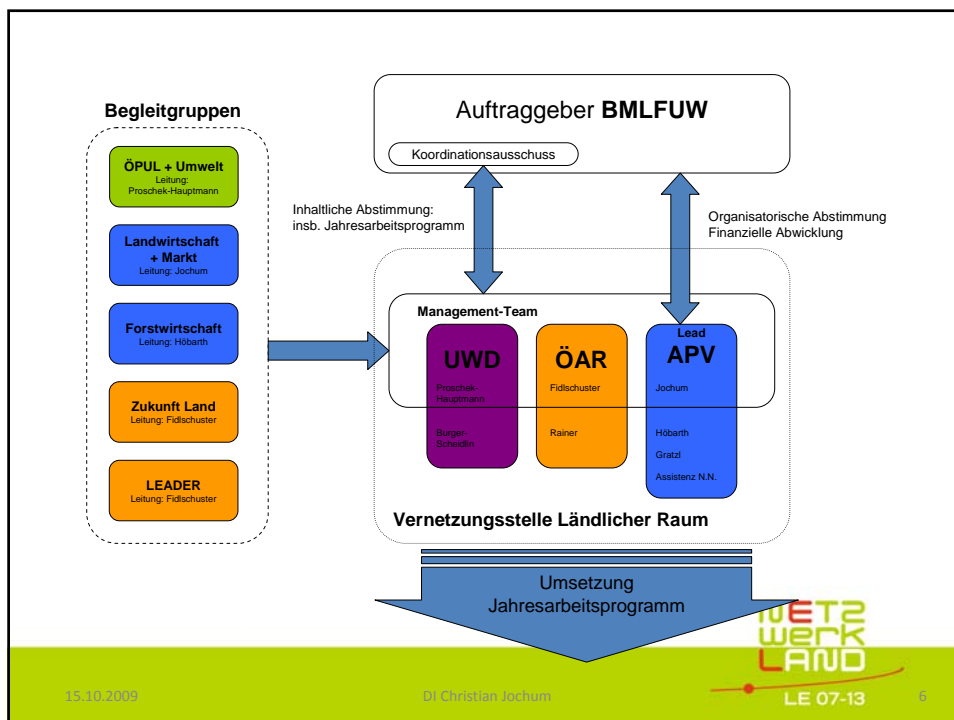 Begleitgruppen
ÖPUL + Umwelt
Leitung:
Proschek-Hauptmann
Landwirtschaft
+ Markt
Leitung: Jochum
Forstwirtschaft
Leitung: Höbarth
Zukunft Land
Leitung: Fidlschuster
LEADER
Leitung: Fidlschuster
Auftraggeber BMLFUW
Koordinationsausschuss
Inhaltliche Abstimmung:
insb. Jahresarbeitsprogramm
Organisatorische Abstimmung
Finanzielle Abwicklung
Management-Team
UWD
Proschek-
Hauptmann
Burger-
Scheidlin
ÖAR
Fidlschuster
Rainer
Lead
APV
Jochum
Höbarth
Gratzl
Assistenz N.N.
Vernetzungsstelle Ländlicher Raum
Umsetzung
Jahresarbeitsprogramm
NETZ
werk
LAND
LE 07-13
15.10.2009
DI Christian Jochum
6